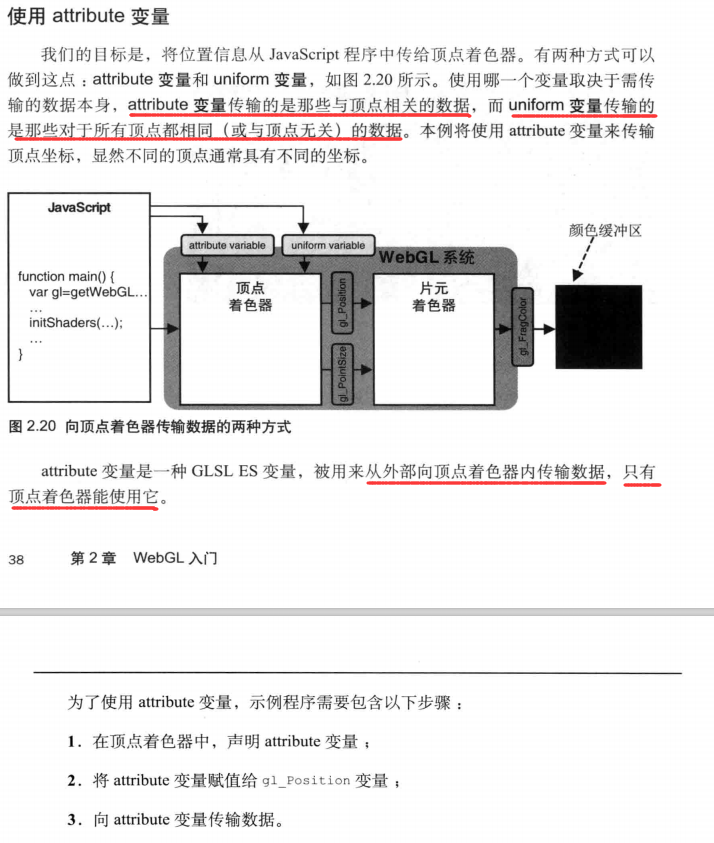 使用 attribute 变量
我们的目标是，将位置信息从 JavaScript 程序中传给顶点着色器。有两种方式可以
做到这点：attribute 变量和 uniform 变量，如图 2.20 所示。使用哪一个变量取决于需传
输的数据本身，attribute 变量传输的是那些与顶点相关的数据，而 uniform 变量传输的
是那些对于所有顶点都相同（或与顶点无关）的数据。本例将使用 attribute 变量来传输
顶点坐标，显然不同的顶点通常具有不同的坐标。
JavaScript
function main() {
var gl=getWebGL...
...
initShaders(...);
...
}
attribute variable
uniform variable
WebGL 系统
顶点
着色器
gl_Position
gl_PointSize
片元
着色器
gl_FragColor
颜色缓冲区
图 2.20 向顶点着色器传输数据的两种方式
attribute 变量是一种 GLSL ES 变量，被用来从外部向顶点着色器内传输数据，只有
顶点着色器能使用它。
38 第 2 章 WebGL 入门
为了使用 attribute 变量，示例程序需要包含以下步骤：
1．在顶点着色器中，声明 attribute 变量；
2．将 attribute 变量赋值给 gl_Position 变量；
3．向 attribute 变量传输数据。